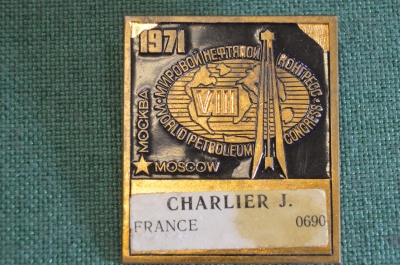 1971
МИРОВОЙ НЕФТЯНОЙ КОНГРЕСС
VIII
WORLD PETROLEUM CONGRESS
МОСКВА
MOSCOW
CHARLIER J.
FRANCE 0690